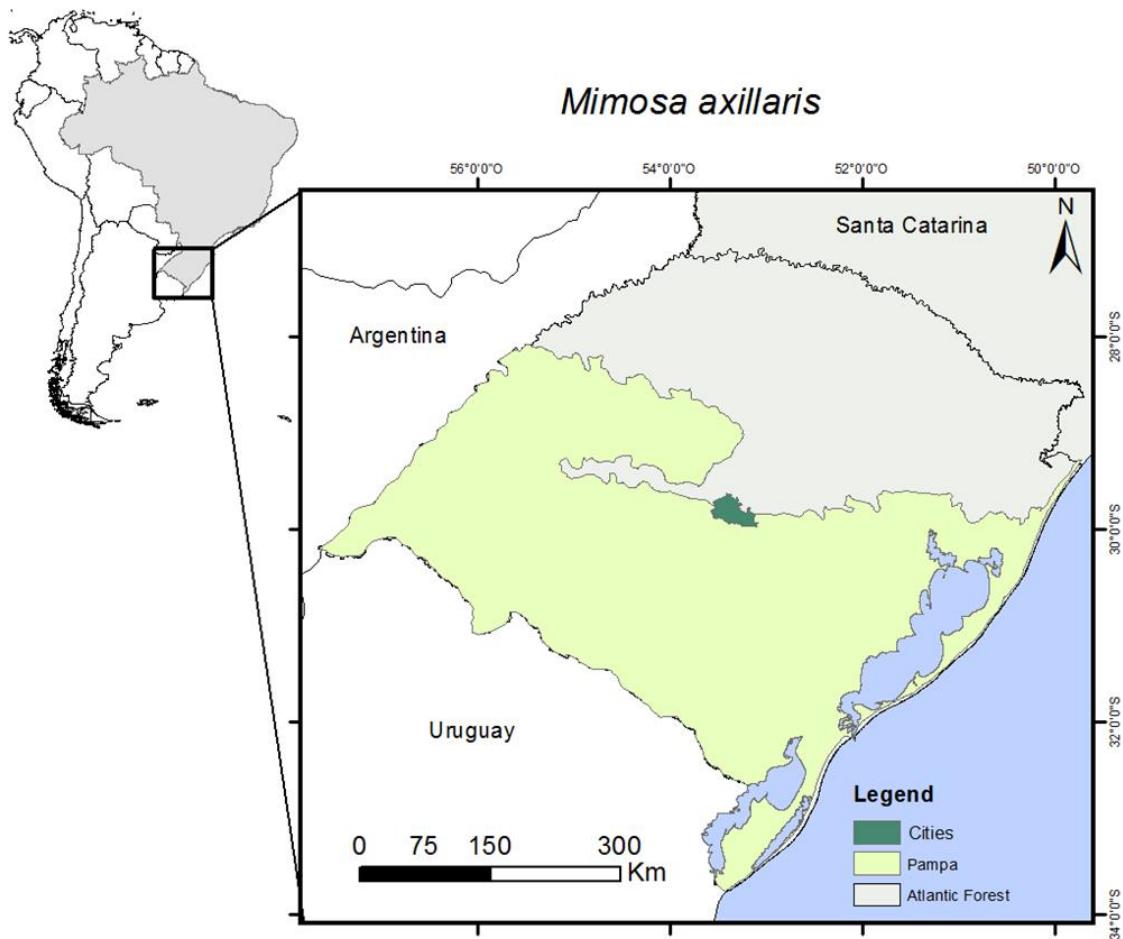 Mimosa axillaris
56°0'0"O
54°0'0"O
52°0'0"O
50°0'0"O
Santa Catarina
N
Argentina
28°0'0"S
30°0'0"S
32°0'0"S
34°0'0"S
Uruguay
Legend
Cities
Pampa
Atlantic Forest
0 75 150 300
Km